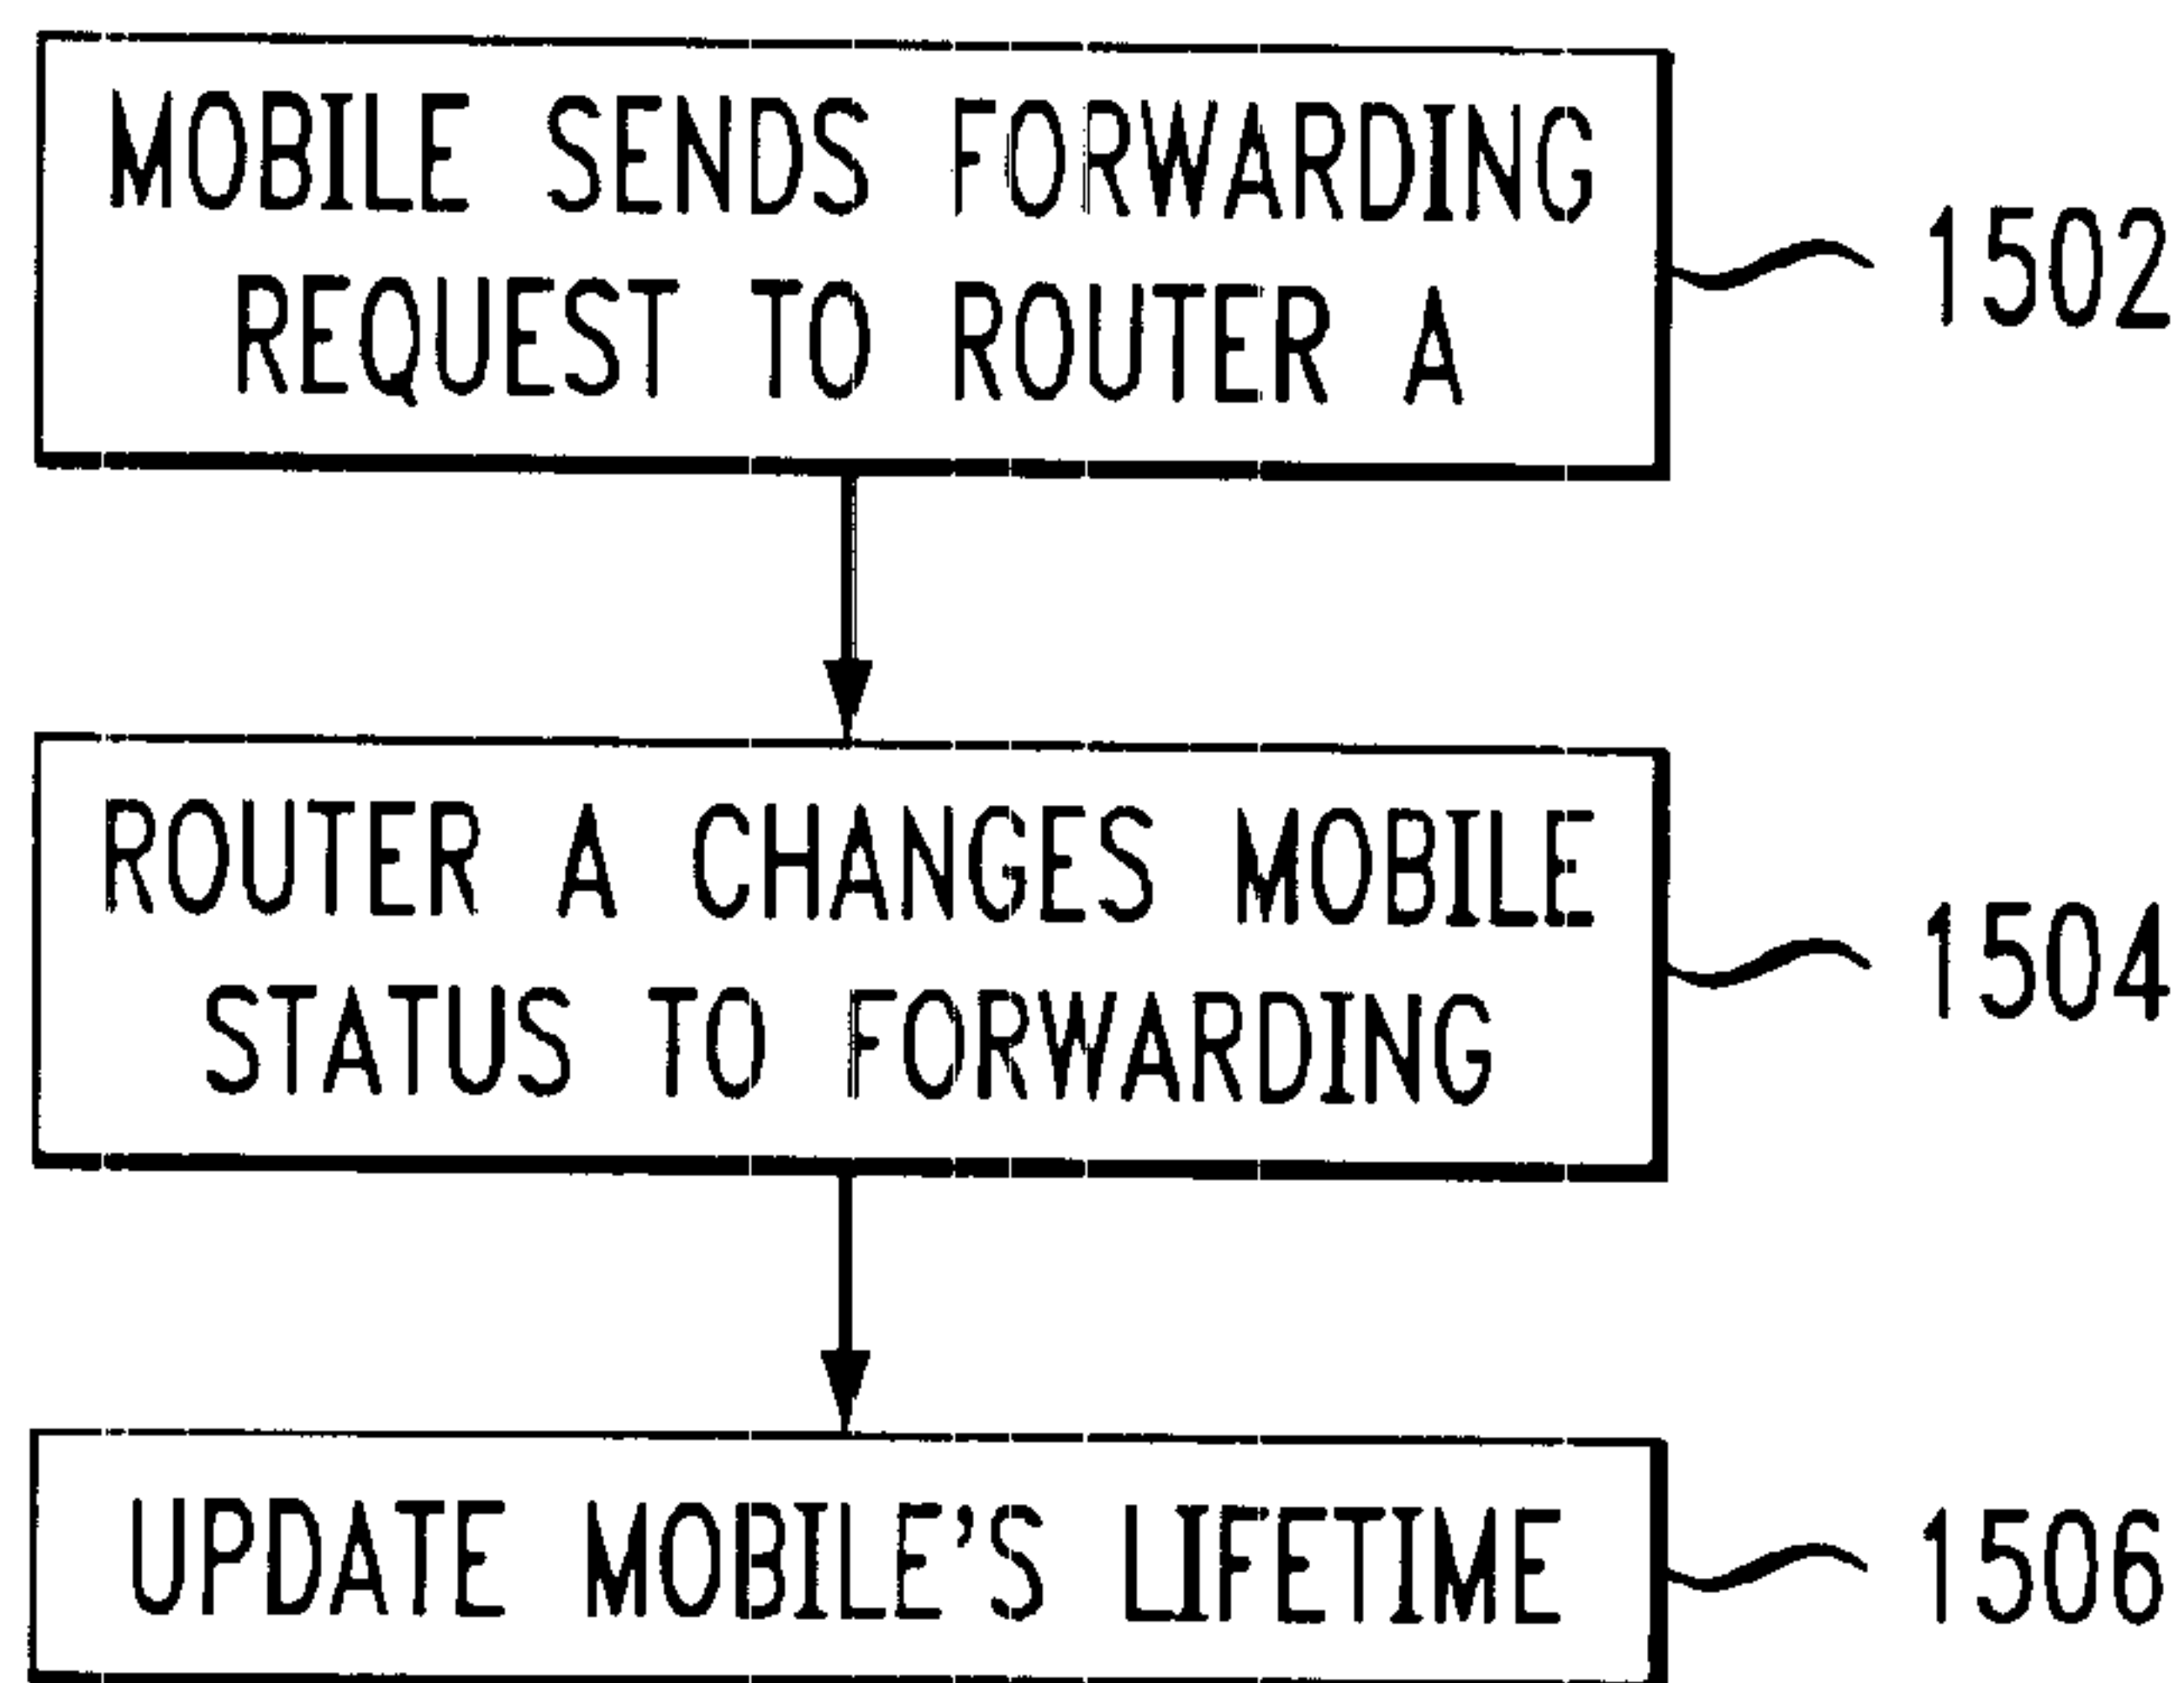 MOBILE SENDS FORWARDING
REQUEST TO ROUTER A
1502
ROUTER A CHANGES MOBILE
STATUS TO FORWARDING
1504
UPDATE MOBILE'S LIFETIME
1506